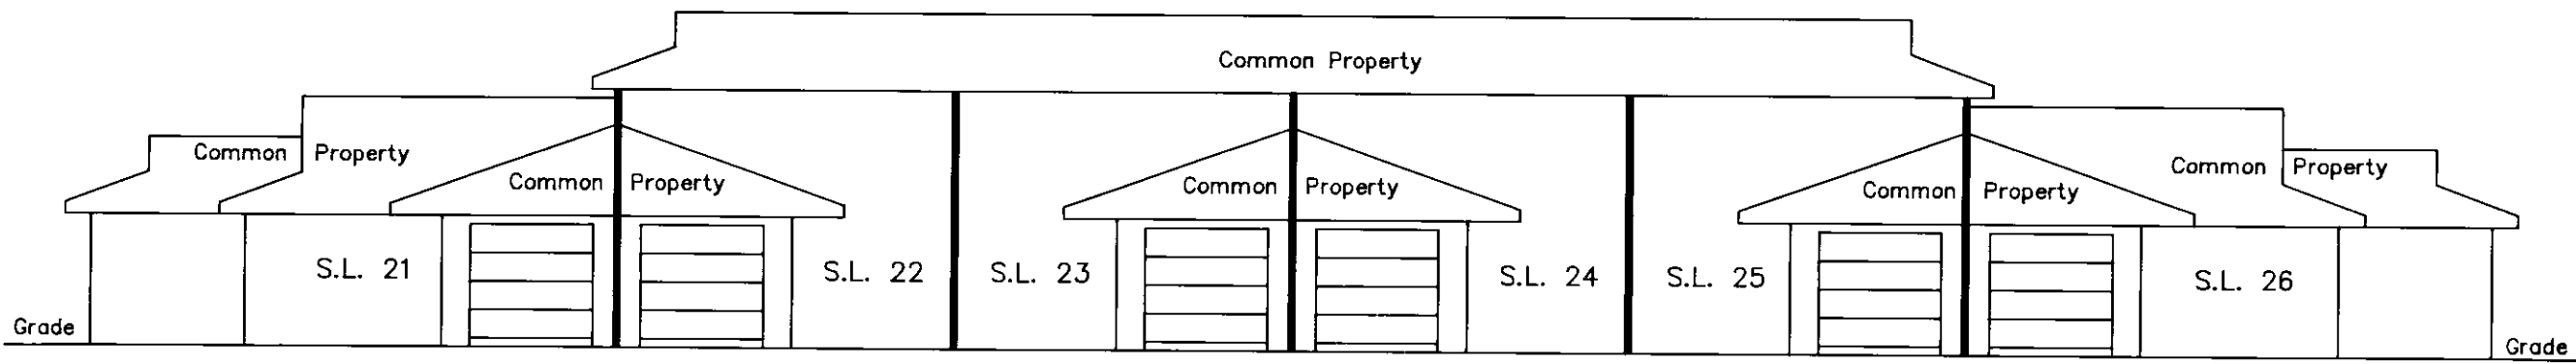 Common Property
Common Property
Common Property
Common Property
Common Property
Common Property
S.L. 21
S.L. 22
S.L. 23
S.L. 24
S.L. 25
S.L. 26
Grade
Grade